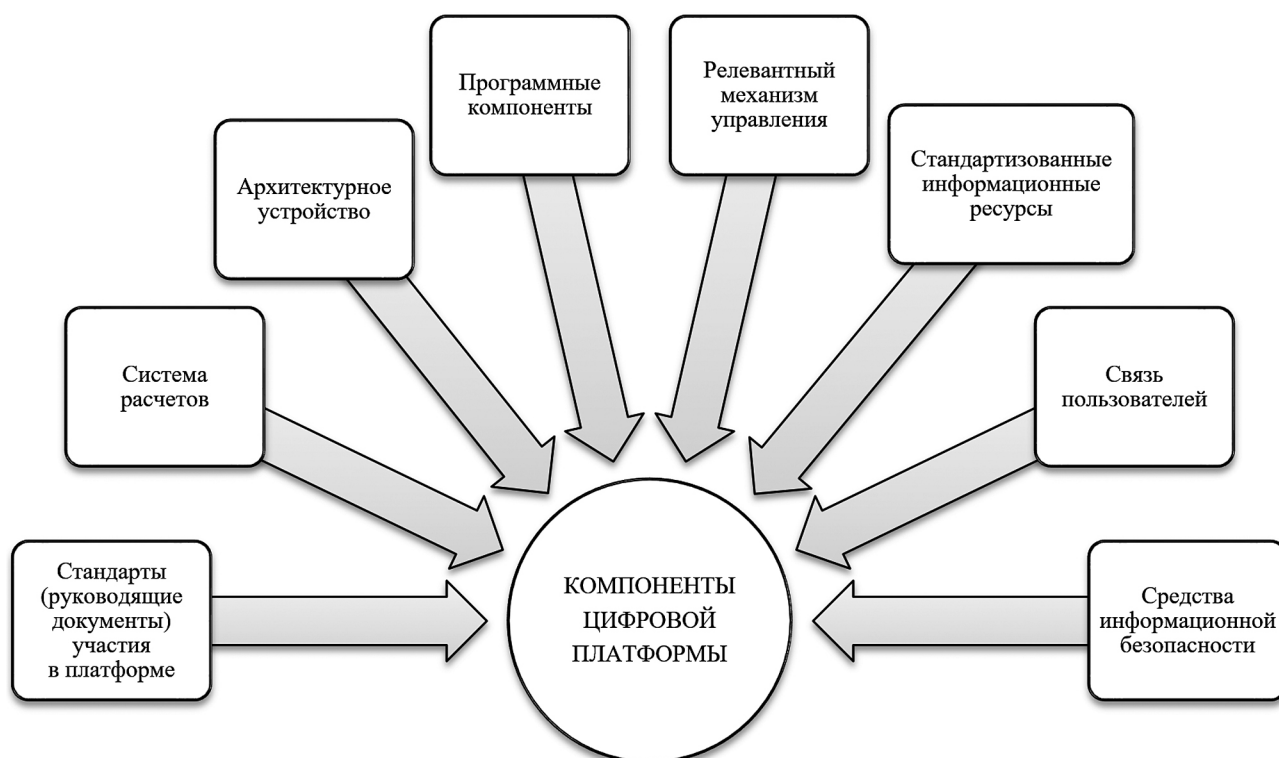 Программные
компоненты
Релевантный
механизм
управления
Архитектурное
устройство
Стандартизованные
информационные
ресурсы
Система
расчетов
Связь
пользователей
Стандарты
(руководящие
документы)
участия
в платформе
КОМПОНЕНТЫ
ЦИФРОВОЙ
ПЛАТФОРМЫ
Средства
информационной
безопасности